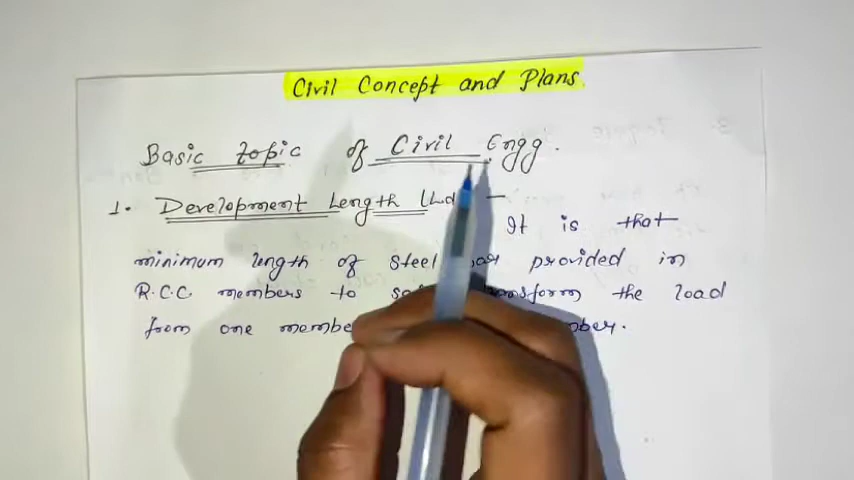 Civil Concept and Plans.
Basic topic of Civil Engg.
1. Development Length (Ld) —
It is that
minimum length of steel bar provided in
R.C.C. members to transform the load
from one